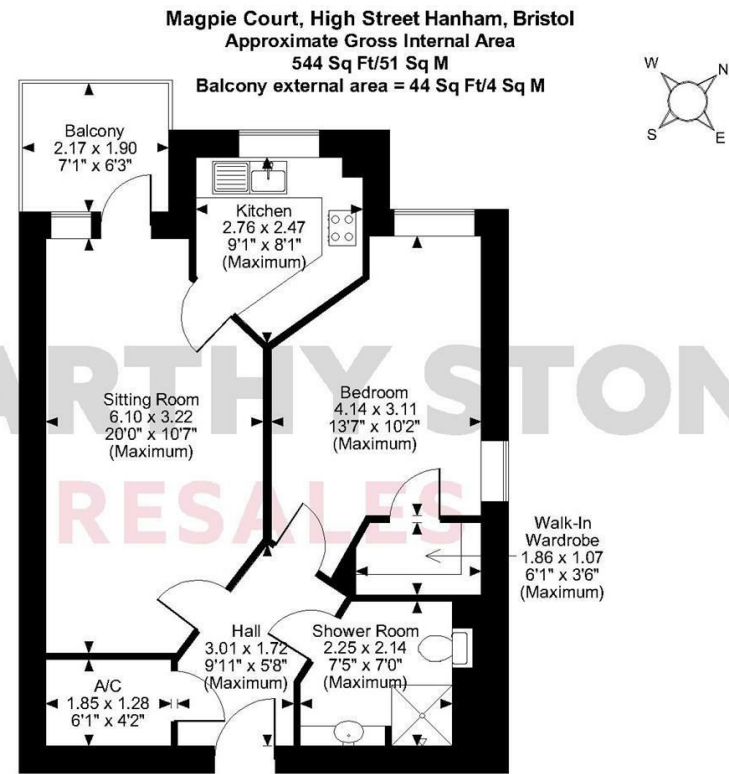 Magpie Court, High Street Hanham, Bristol
Approximate Gross Internal Area
544 Sq Ft/51 Sq M
Balcony external area = 44 Sq Ft/4 Sq M
W
N
S
E
Balcony
2.17 x 1.90
7'1" x 6'3"
Kitchen
2.76 x 2.47
9'1" x 8'1"
(Maximum)
Sitting Room
6.10 x 3.22
20'0" x 10'7"
(Maximum)
Bedroom
4.14 x 3.11
13'7" x 10'2"
(Maximum)
ARTHY STON
RESALES
Walk-In
Wardrobe
1.86 x 1.07
6'1" x 3'6"
(Maximum)
Hall
3.01 x 1.72
9'11" x 5'8"
(Maximum)
Shower Room
2.25 x 2.14
7'5" x 7'0"
(Maximum)
A/C
1.85 x 1.28
6'1" x 4'2"